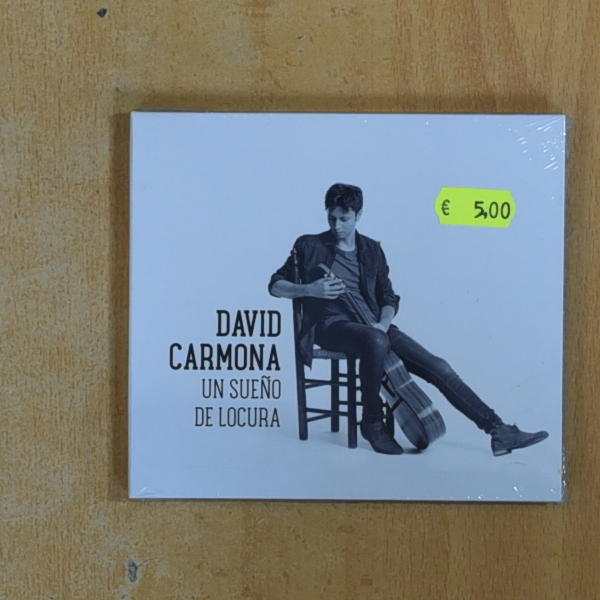 € 5,00
DAVID
CARMONA
UN SUEÑO
DE LOCURA